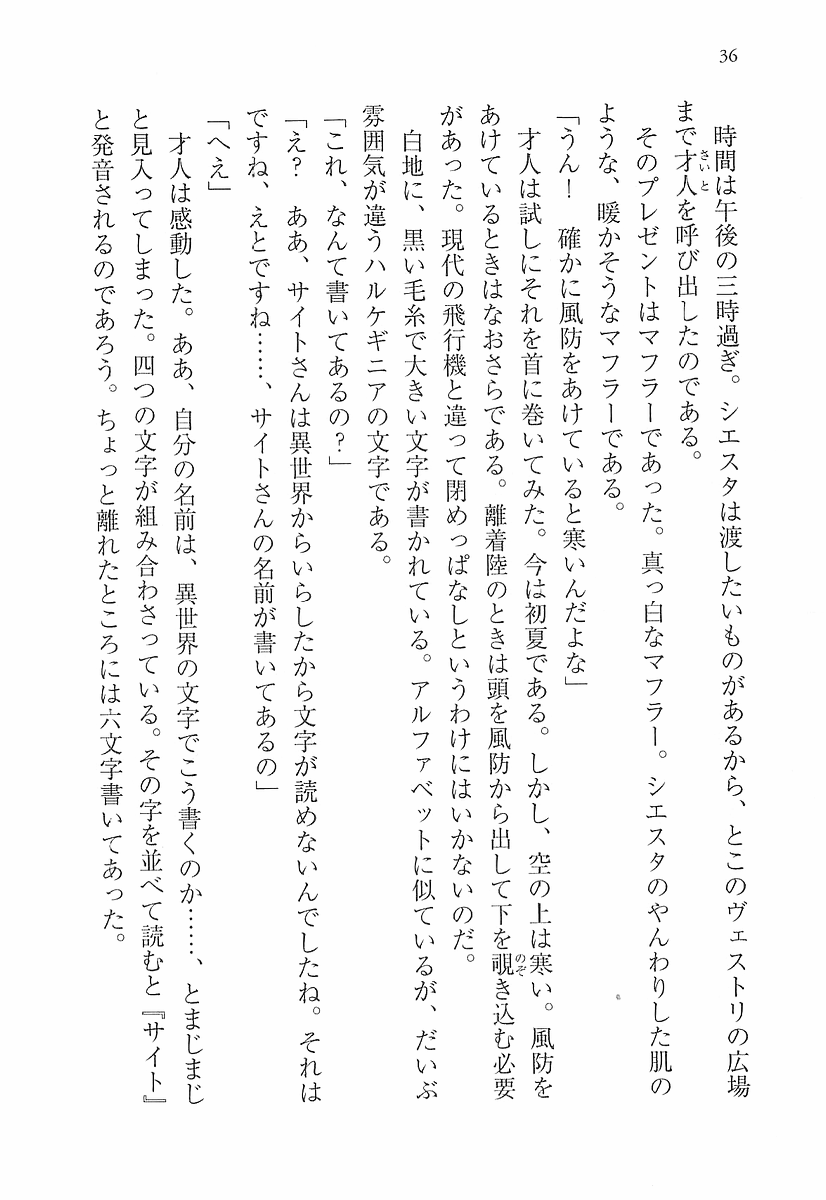 36
時間は午後の三時過ぎ。シエスタは渡したいものがあるから、とこのヴェストリの広場
まで才人を呼び出したのである。
さいと
そのプレゼントはマフラーであった。真っ白なマフラー。シエスタのやんわりした肌の
ような、暖かそうなマフラーである。
「うん！　確かに風防をあけていると寒いんだよな」
才人は試しにそれを首に巻いてみた。今は初夏である。しかし、空の上は寒い。風防を
あけているときはなおさらである。離着陸のときは頭を風防から出して下を覗き込む必要
のぞ
があった。現代の飛行機と違って閉めっぱなしというわけにはいかないのだ。
白地に、黒い毛糸で大きい文字が書かれている。アルファベットに似ているが、だいぶ
雰囲気が違うハルケギニアの文字である。
「これ、なんて書いてあるの？」
「え？　ああ、サイトさんは異世界からいらしたから文字が読めないんでしたね。それは
ですね、えとですね……、サイトさんの名前が書いてあるの」
「へえ」
才人は感動した。ああ、自分の名前は、異世界の文字でこう書くのか……、とまじまじ
と見入ってしまった。四つの文字が組み合わさっている。その字を並べて読むと『サイト』
と発音されるのであろう。ちょっと離れたところには六文字書いてあった。